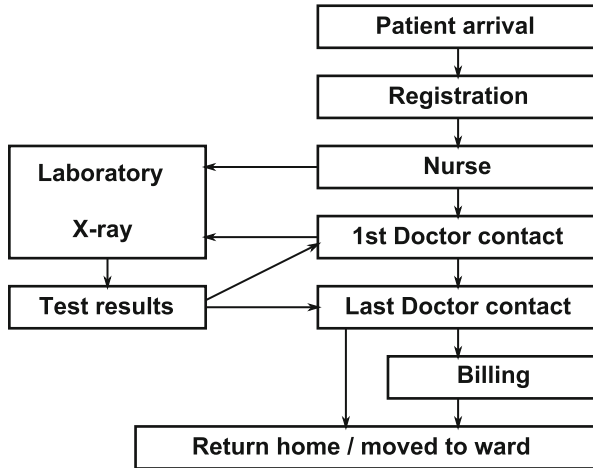 Patient arrival
Registration
Nurse
Laboratory
X-ray
1st Doctor contact
Test results
Last Doctor contact
Billing
Return home / moved to ward